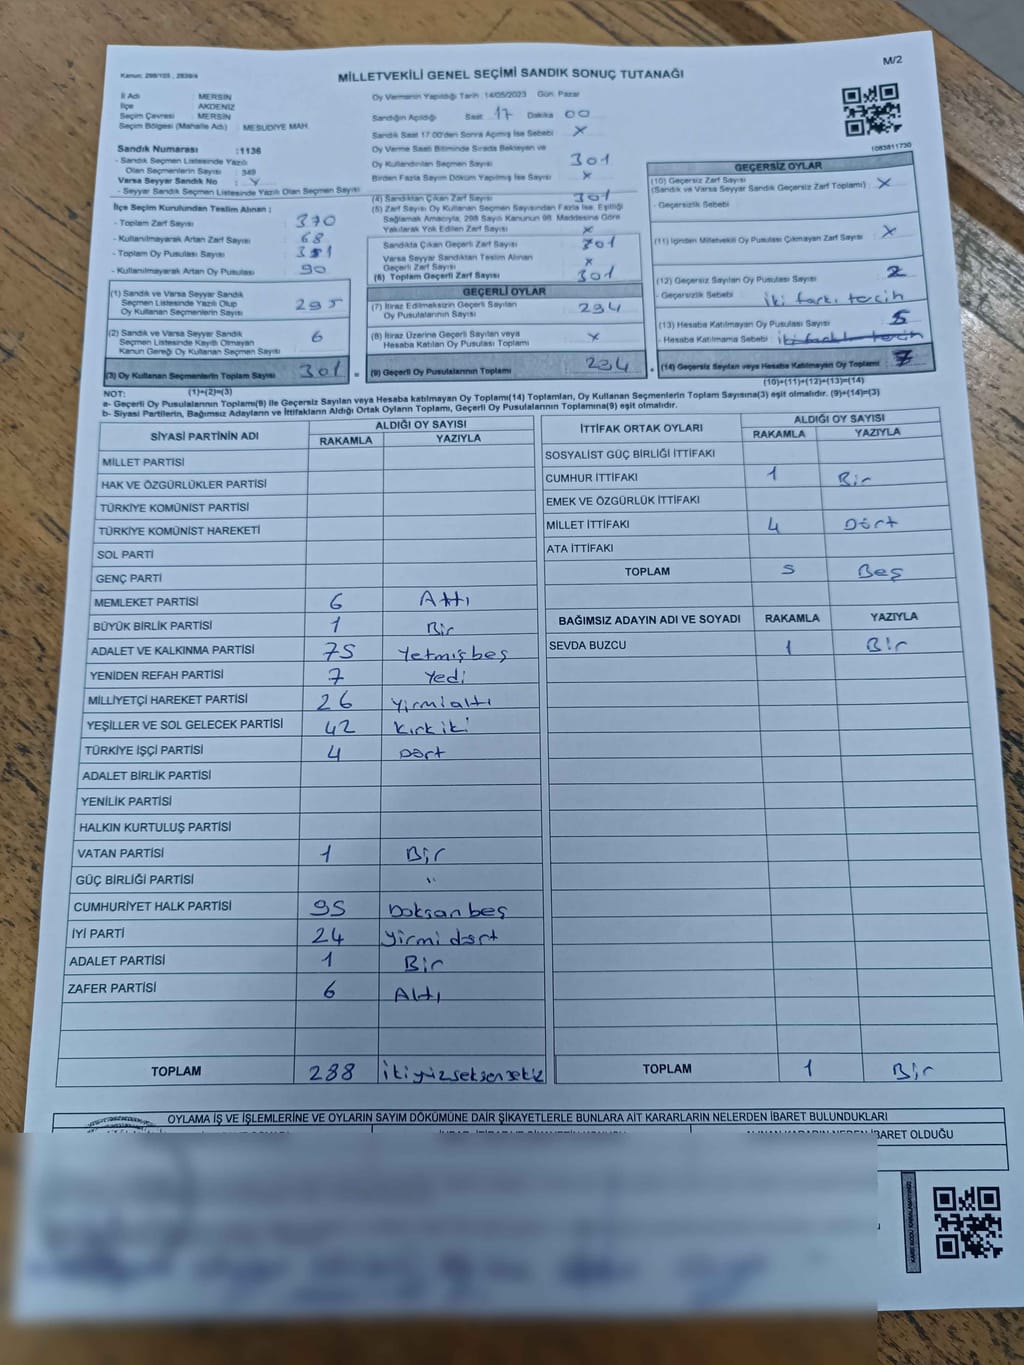 Kanun: 298/105 , 2839/4
MİLLETVEKİLİ GENEL SEÇİMİ SANDIK SONUÇ TUTANAĞI
M/2
İl Adı : MERSİN
İlçe : AKDENİZ
Seçim Çevresi : MERSİN
Seçim Bölgesi (Mahalle Adı) : MESUDİYE MAH.
Sandık Numarası :1136
- Sandık Seçmen Listesinde Yazılı
Olan Seçmenlerin Sayısı : 349
Varsa Seyyar Sandık No :
- Seyyar Sandık Seçmen Listesinde Yazılı Olan Seçmen Sayısı
Oy Vermenin Yapıldığı Tarih :14/05/2023 Gün: Pazar
Sandığın Açıldığı Saat 17 Dakika 00
Sandık Saat 17:00'den Sonra Açılmış İse Sebebi : X
Oy Verme Saati Bitiminde Sırada Bekleyen ve
Oy Kullandırılan Seçmen Sayısı : 301
Birden Fazla Sayım Döküm Yapılmış İse Sayısı : X
1083811730
İlçe Seçim Kurulundan Teslim Alınan ;
- Toplam Zarf Sayısı : 370
- Kullanılmayarak Artan Zarf Sayısı : 68
- Toplam Oy Pusulası Sayısı :
- Kullanılmayarak Artan Oy Pusulası : 90
(1) Sandık ve Varsa Seyyar Sandık
Seçmen Listesinde Yazılı Olup
Oy Kullanan Seçmenlerin Sayısı : 295
(2) Sandık ve Varsa Seyyar Sandık
Seçmen Listesinde Kaydı Olmayan
Kanun Gereği Oy Kullanan Seçmen Sayısı : 6
(3) Oy Kullanan Seçmenlerin Toplam Sayısı : 301
(1)+(2)=(3)
(4) Sandıktan Çıkan Zarf Sayısı : 301
(5) Zarf Sayısı Oy Kullanan Seçmen Sayısından Fazla İse, Eşitliği
Sağlamak Amacıyla, 298 Sayılı Kanunun 98. Maddesine Göre
Yakılarak Yok Edilen Zarf Sayısı : X
Sandıkta Çıkan Geçerli Zarf Sayısı : 301
Varsa Seyyar Sandıktan Teslim Alınan
Geçerli Zarf Sayısı : X
(6) Toplam Geçerli Zarf Sayısı : 301
GEÇERLİ OYLAR
(7) İtiraz Edilmeksizin Geçerli Sayılan
Oy Pusulalarının Sayısı : 294
(8) İtiraz Üzerine Geçerli Sayılan veya
Hesaba Katılan Oy Pusulaları Toplamı : X
(9) Geçerli Oy Pusulalarının Toplamı : 294
GEÇERSİZ OYLAR
(10) Geçersiz Zarf Sayısı
(Sandık ve Varsa Seyyar Sandık Geçersiz Zarf Toplamı) : X
- Geçersizlik Sebebi :
(11) İçinden Milletvekili Oy Pusulası Çıkmayan Zarf Sayısı : X
(12) Geçersiz Sayılan Oy Pusulası Sayısı : 2
- Geçersizlik Sebebi : iki farkı tercih
(13) Hesaba Katılmayan Oy Pusulası Sayısı : 5
- Hesaba Katılmama Sebebi :
(14) Geçersiz Sayılan veya Hesaba Katılmayan Oy Toplamı : 7
(10)+(11)+(12)+(13)=(14)
NOT:
a- Geçerli Oy Pusulalarının Toplamı(9) ile Geçersiz Sayılan veya Hesaba katılmayan Oy Toplamı(14) Toplamları, Oy Kullanan Seçmenlerin Toplam Sayısına(3) eşit olmalıdır. (9)+(14)=(3)
b- Siyasi Partilerin, Bağımsız Adayların ve İttifakların Aldığı Ortak Oyların Toplamı, Geçerli Oy Pusulalarının Toplamına(9) eşit olmalıdır.
SİYASİ PARTİNİN ADI
ALDIĞI OY SAYISI
RAKAMLA YAZIYLA
MİLLET PARTİSİ
HAK VE ÖZGÜRLÜKLER PARTİSİ
TÜRKİYE KOMÜNİST PARTİSİ
TÜRKİYE KOMÜNİST HAREKETİ
SOL PARTİ
GENÇ PARTİ
MEMLEKET PARTİSİ 6 Altı
BÜYÜK BİRLİK PARTİSİ 1 Bir
ADALET VE KALKINMA PARTİSİ 75 Yetmişbeş
YENİDEN REFAH PARTİSİ 7 Yedi
MİLLİYETÇİ HAREKET PARTİSİ 26 Yirmialtı
YEŞİLLER VE SOL GELECEK PARTİSİ 42 Kırkiki
TÜRKİYE İŞÇİ PARTİSİ 4 Dört
ADALET BİRLİK PARTİSİ
YENİLİK PARTİSİ
HALKIN KURTULUŞ PARTİSİ
VATAN PARTİSİ 1 Bir
GÜÇ BİRLİĞİ PARTİSİ
CUMHURİYET HALK PARTİSİ 95 Doksanbeş
İYİ PARTİ 24 Yirmi dört
ADALET PARTİSİ 1 Bir
ZAFER PARTİSİ 6 Altı
TOPLAM 288 ikiyüzseksensekiz
İTTİFAK ORTAK OYLARI
ALDIĞI OY SAYISI
RAKAMLA YAZIYLA
SOSYALİST GÜÇ BİRLİĞİ İTTİFAKI
CUMHUR İTTİFAKI 1 Bir
EMEK VE ÖZGÜRLÜK İTTİFAKI
MİLLET İTTİFAKI 4 Dört
ATA İTTİFAKI
TOPLAM 5 Beş
BAĞIMSIZ ADAYIN ADI VE SOYADI RAKAMLA YAZIYLA
SEVDA BUZCU 1 Bir
TOPLAM 1 Bir
OYLAMA İŞ VE İŞLEMLERİNE VE OYLARIN SAYIM DÖKÜMÜNE DAİR ŞİKAYETLERLE BUNLARA AİT KARARLARIN NELERDEN İBARET BULUNDUKLARI
ALINAN KARARIN NEDEN İBARET OLDUĞU